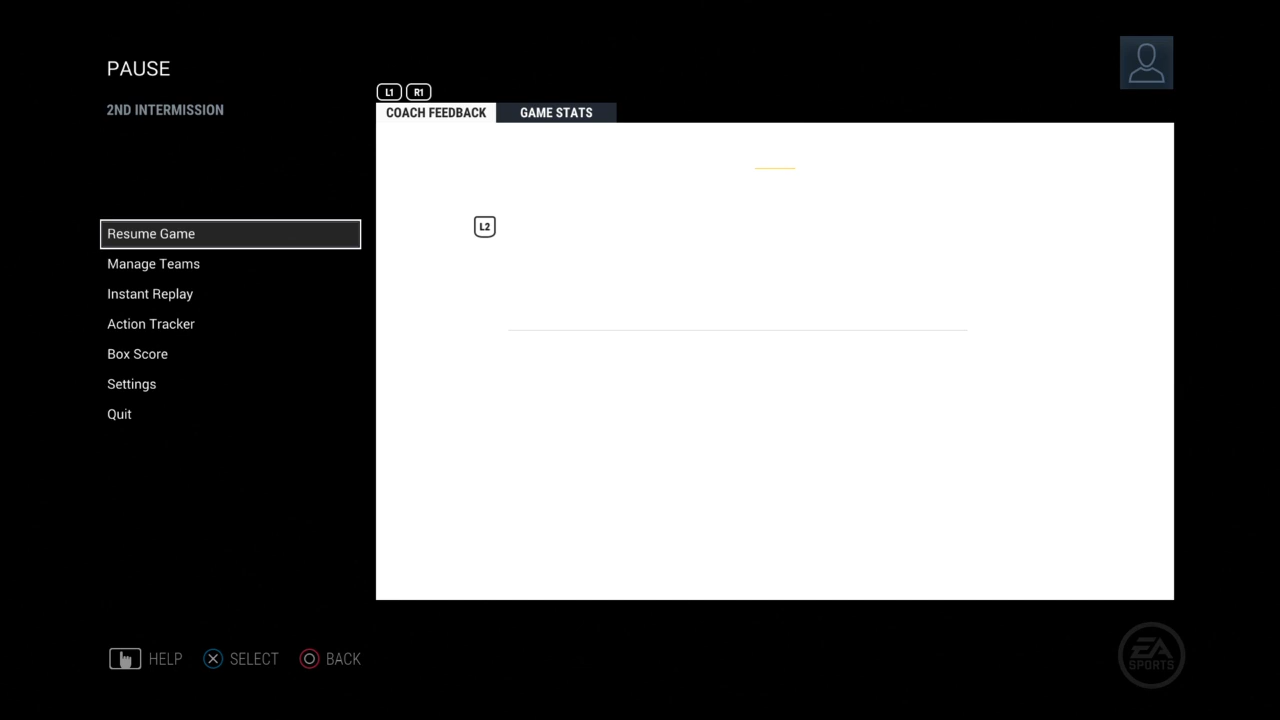 PAUSE
2ND INTERMISSION
L1 R1
COACH FEEDBACK GAME STATS
L2
Resume Game
Manage Teams
Instant Replay
Action Tracker
Box Score
Settings
Quit
HELP SELECT BACK
EA
SPORTS